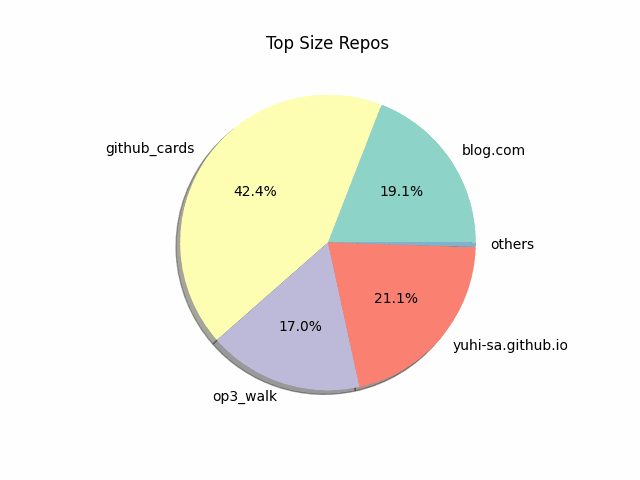 Top Size Repos
github_cards
blog.com
42.4%
19.1%
others
21.1%
17.0%
yuhi-sa.github.io
op3_walk